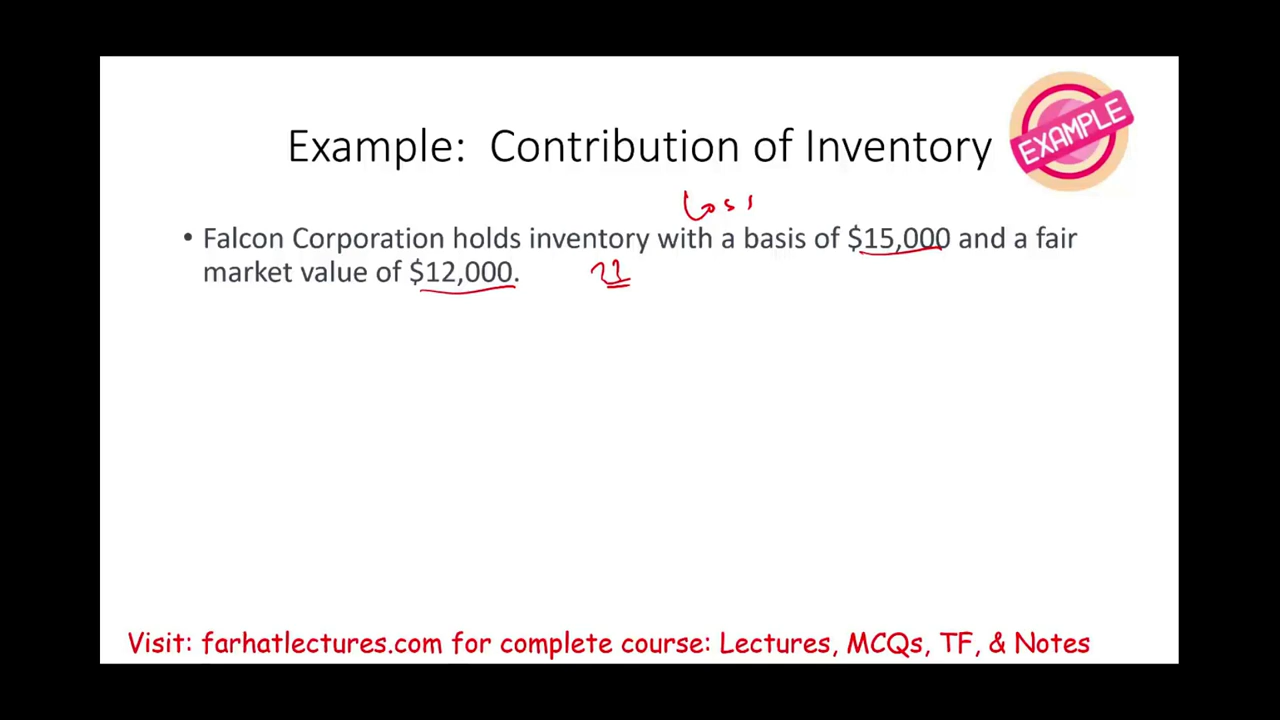 Example: Contribution of Inventory
EXAMPLE
Loss
• Falcon Corporation holds inventory with a basis of $15,000 and a fair
market value of $12,000.
Visit: farhatlectures.com for complete course: Lectures, MCQs, TF, & Notes